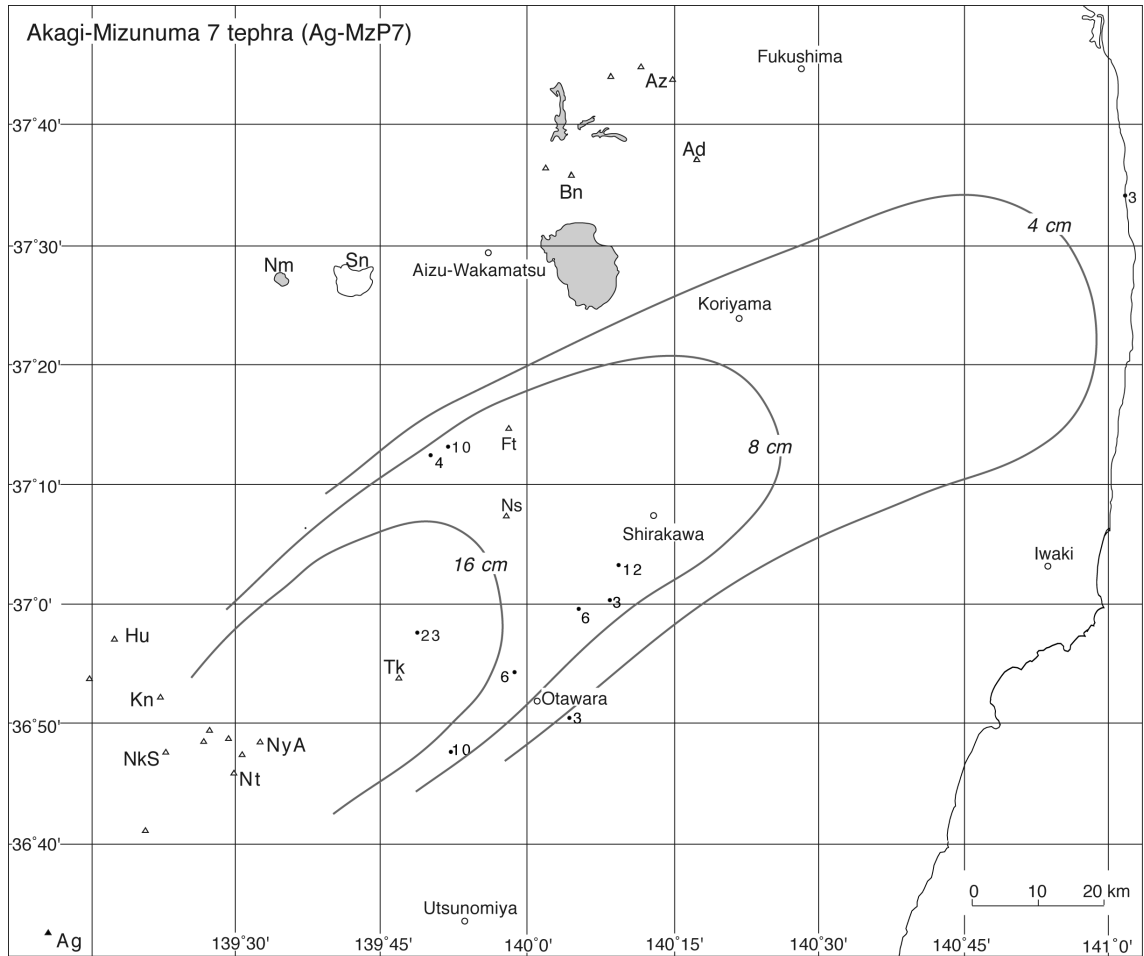 Akagi-Mizunuma 7 tephra (Ag-MzP7)
Fukushima
Az
37°40'
Ad
Bn
3
4 cm
37°30'
Nm
Sn
Aizu-Wakamatsu
Koriyama
37°20'
10
Ft
4
8 cm
37°10'
Ns
Shirakawa
16 cm
12
Iwaki
37°0'
3
6
Hu
23
Tk
6
Kn
Otawara
3
36°50'
NkS
NyA
10
Nt
36°40'
0 10 20 km
Utsunomiya
Ag
139°30' 139°45' 140°0' 140°15' 140°30' 140°45' 141°0'